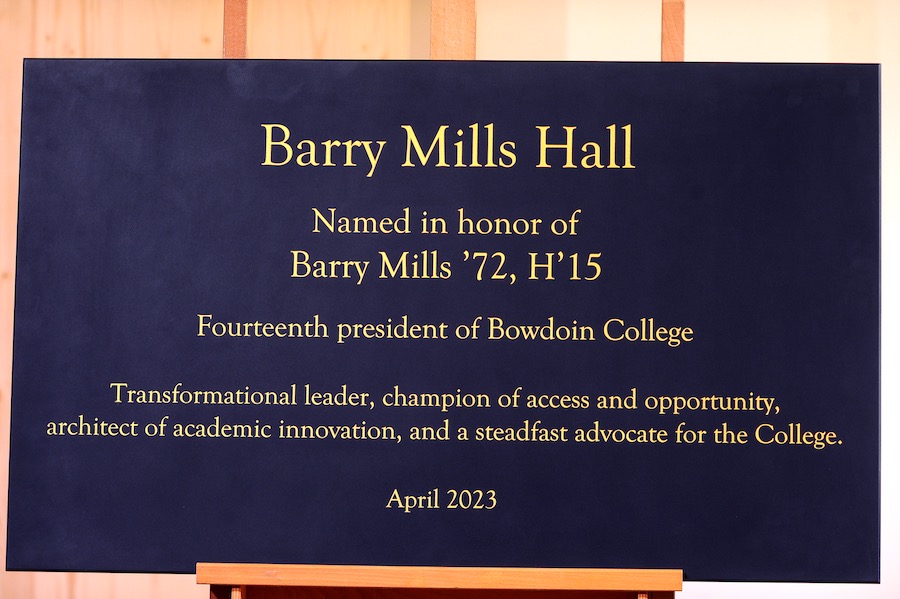 Barry Mills Hall
Named in honor of
Barry Mills ’72, H’15
Fourteenth president of Bowdoin College
Transformational leader, champion of access and opportunity,
architect of academic innovation, and a steadfast advocate for the College.
April 2023